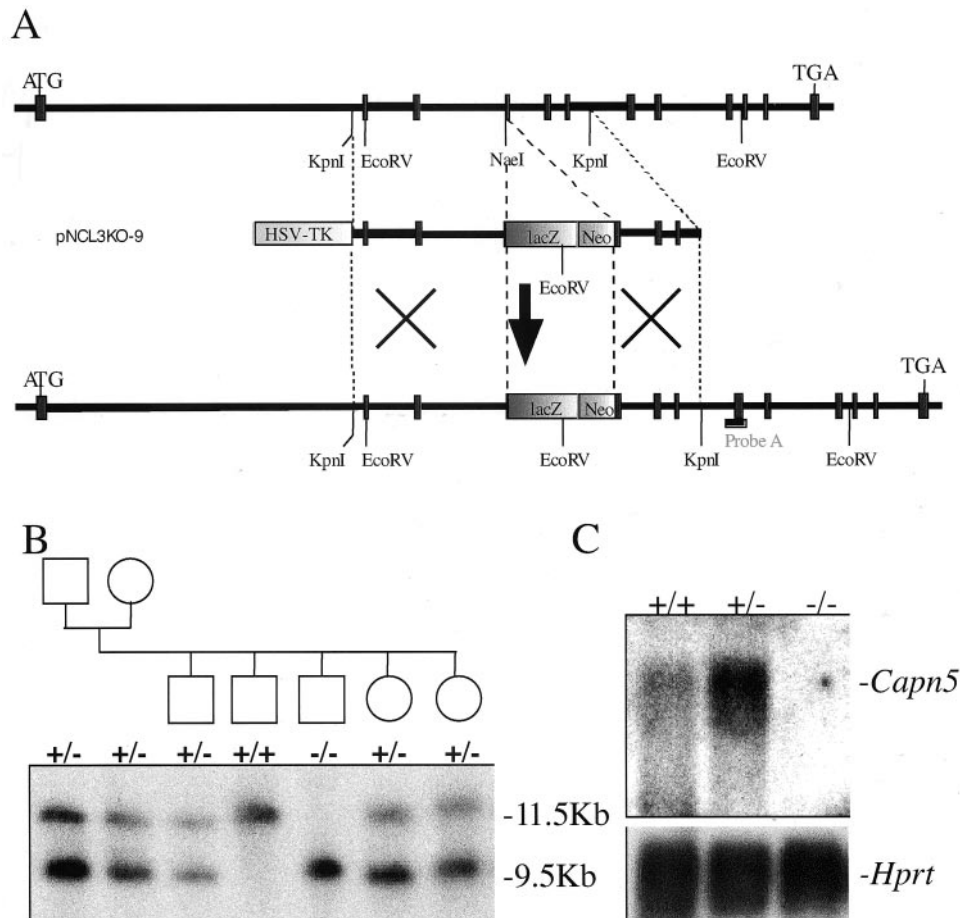 A
ATG TGA
KpnI EcoRV NaeI KpnI EcoRV
pNCL3KO-9 HSV-TK lacZ Neo
EcoRV
ATG TGA
lacZ Neo
Probe A
KpnI EcoRV EcoRV KpnI EcoRV
B
+/- +/- +/- +/+ -/- +/- +/-
-11.5Kb
-9.5Kb
C
+/+ +/- -/-
-Capn5
-Hprt